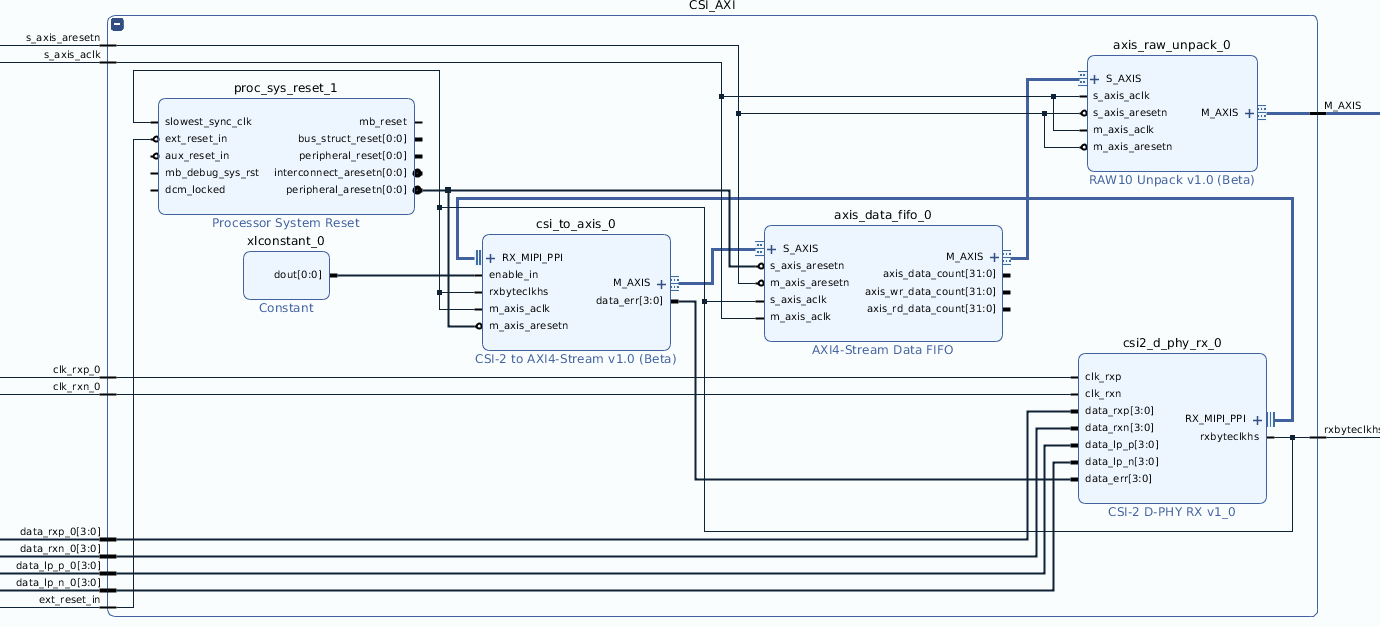 CSI_AXI
s_axis_aresetn
s_axis_aclk
proc_sys_reset_1
slowest_sync_clk
ext_reset_in
aux_reset_in
mb_debug_sys_rst
dcm_locked
mb_reset
bus_struct_reset[0:0]
peripheral_reset[0:0]
interconnect_aresetn[0:0]
peripheral_aresetn[0:0]
Processor System Reset
xlconstant_0
dout[0:0]
Constant
csi_to_axis_0
RX_MIPI_PPI
enable_in
rxbyteclkhs
m_axis_aclk
m_axis_aresetn
M_AXIS
data_err[3:0]
CSI-2 to AXI4-Stream v1.0 (Beta)
axis_data_fifo_0
S_AXIS
s_axis_aresetn
m_axis_aresetn
s_axis_aclk
m_axis_aclk
M_AXIS
axis_data_count[31:0]
axis_wr_data_count[31:0]
axis_rd_data_count[31:0]
AXI4-Stream Data FIFO
axis_raw_unpack_0
S_AXIS
s_axis_aclk
s_axis_aresetn
m_axis_aclk
m_axis_aresetn
M_AXIS
RAW10 Unpack v1.0 (Beta)
M_AXIS
csi2_d_phy_rx_0
clk_rxp
clk_rxn
data_rxp[3:0]
data_rxn[3:0]
data_lp_p[3:0]
data_lp_n[3:0]
data_err[3:0]
RX_MIPI_PPI
rxbyteclkhs
CSI-2 D-PHY RX v1_0
rxbyteclkhs
clk_rxp_0
clk_rxn_0
data_rxp_0[3:0]
data_rxn_0[3:0]
data_lp_p_0[3:0]
data_lp_n_0[3:0]
ext_reset_in